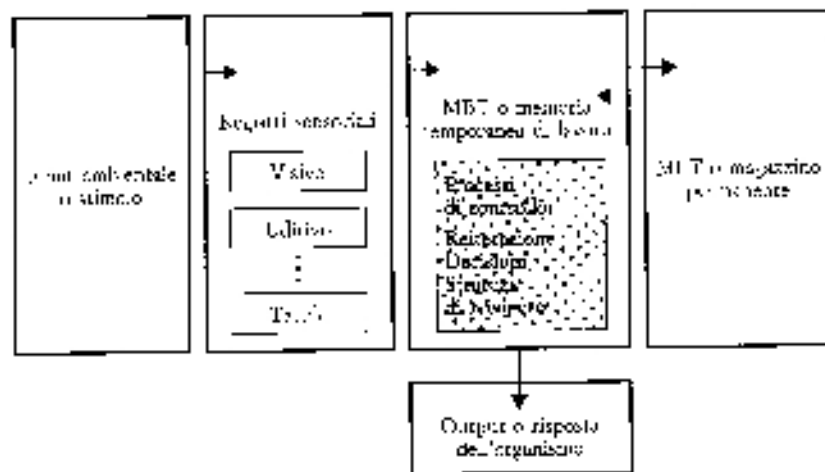 Input ambientale
o stimolo
Registri sensoriali
Visivo
Uditivo
Tattile
MBT o memoria
temporanea di lavoro
Processi
di controllo:
Reiterazione
Decisioni
Strategie
di recupero
MLT o magazzino
permanente
Output o risposta
dell'organismo